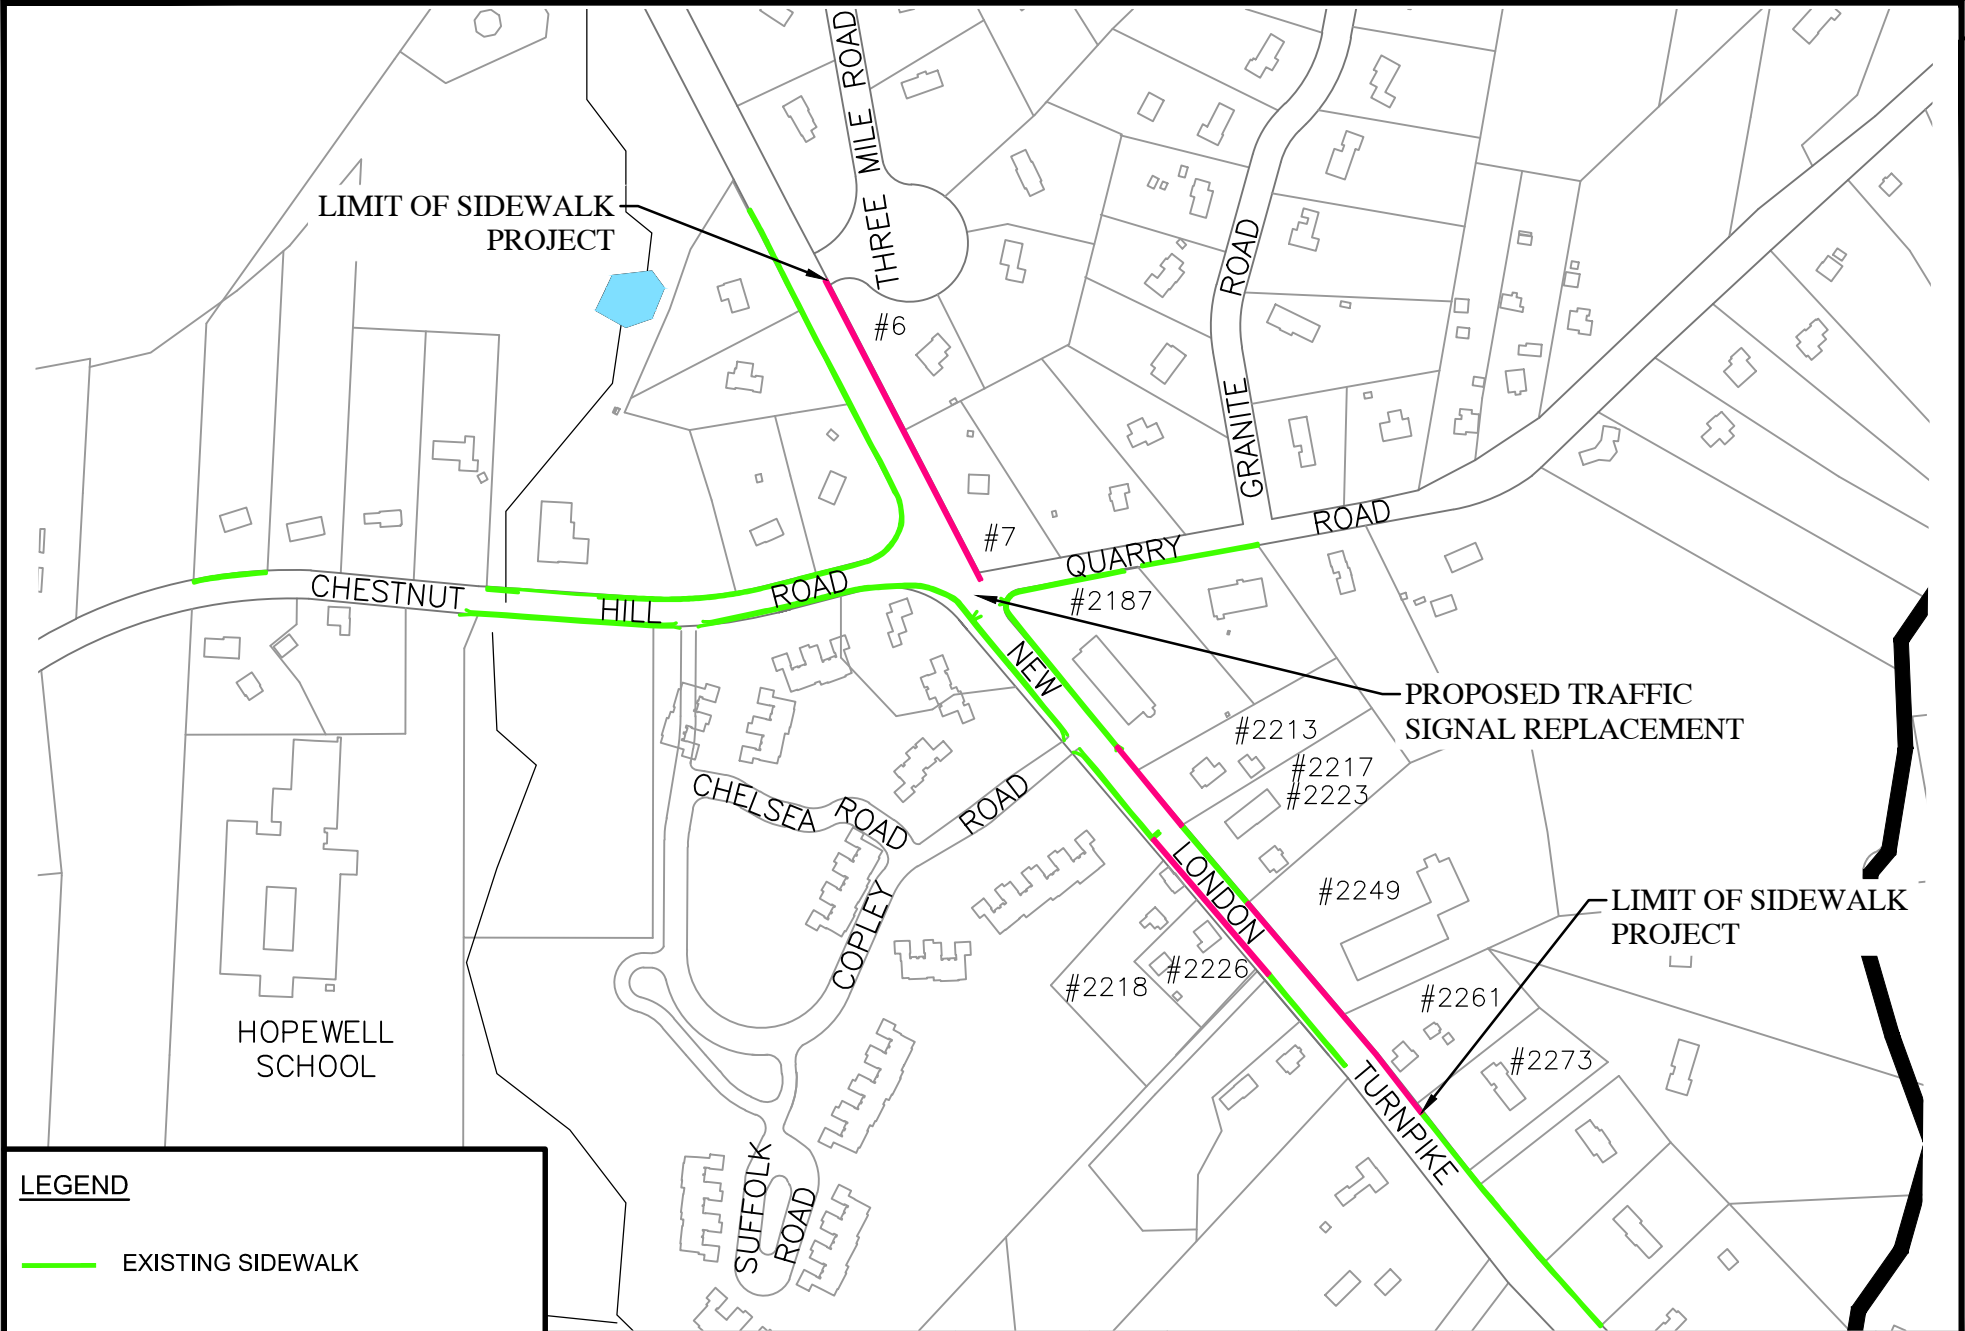 THREE MILE ROAD
LIMIT OF SIDEWALK
PROJECT
#6
GRANITE ROAD
#7
QUARRY ROAD
CHESTNUT HILL ROAD
#2187
NEW LONDON TURNPIKE
PROPOSED TRAFFIC
SIGNAL REPLACEMENT
#2213
#2217
#2223
CHELSEA ROAD
COPLEY ROAD
#2249
LIMIT OF SIDEWALK
PROJECT
#2218
#2226
#2261
#2273
HOPEWELL
SCHOOL
SUFFOLK
ROAD
LEGEND
EXISTING SIDEWALK